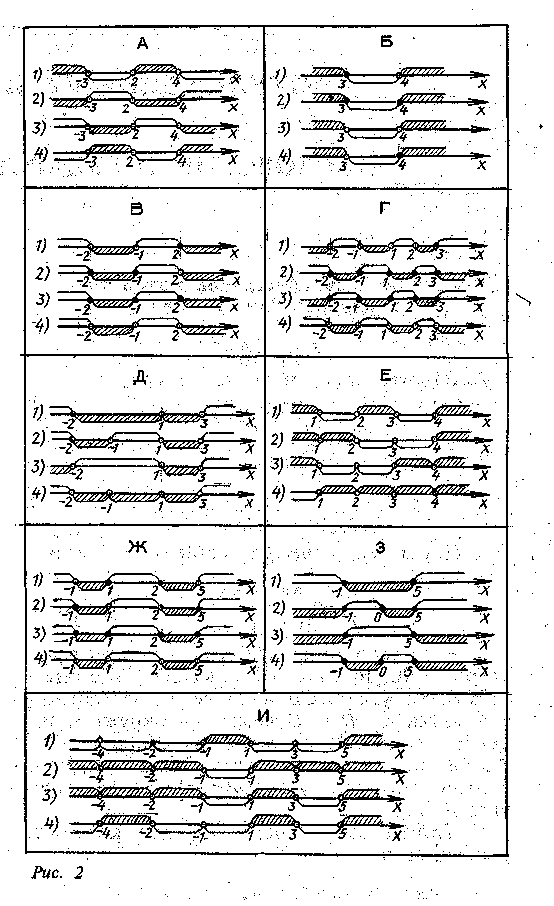 А
1) -3 2 4 X
2) -3 2 4 X
3) -3 2 4 X
4) -3 2 4 X
Б
1) 3 4 X
2) 3 4 X
3) 3 4 X
4) 3 4 X
В
1) -2 -1 2 X
2) -2 -1 2 X
3) -2 -1 2 X
4) -2 -1 2 X
Г
1) -2 -1 1 2 3 X
2) -2 -1 1 2 3 X
3) -2 -1 1 2 3 X
4) -2 -1 1 2 3 X
Д
1) -2 1 3 X
2) -2 -1 1 3 X
3) -2 1 3 X
4) -2 -1 1 3 X
Е
1) 1 2 3 4 X
2) 1 2 3 4 X
3) 1 2 3 4 X
4) 1 2 3 4 X
Ж
1) -1 1 2 5 X
2) -1 1 2 5 X
3) -1 1 2 5 X
4) -1 1 2 5 X
З
1) -1 5 X
2) -1 0 5 X
3) -1 5 X
4) -1 0 5 X
И
1) -4 -2 -1 1 3 5 X
2) -4 -2 -1 1 3 5 X
3) -4 -2 -1 1 3 5 X
4) -4 -2 -1 1 3 5 X
Рис. 2